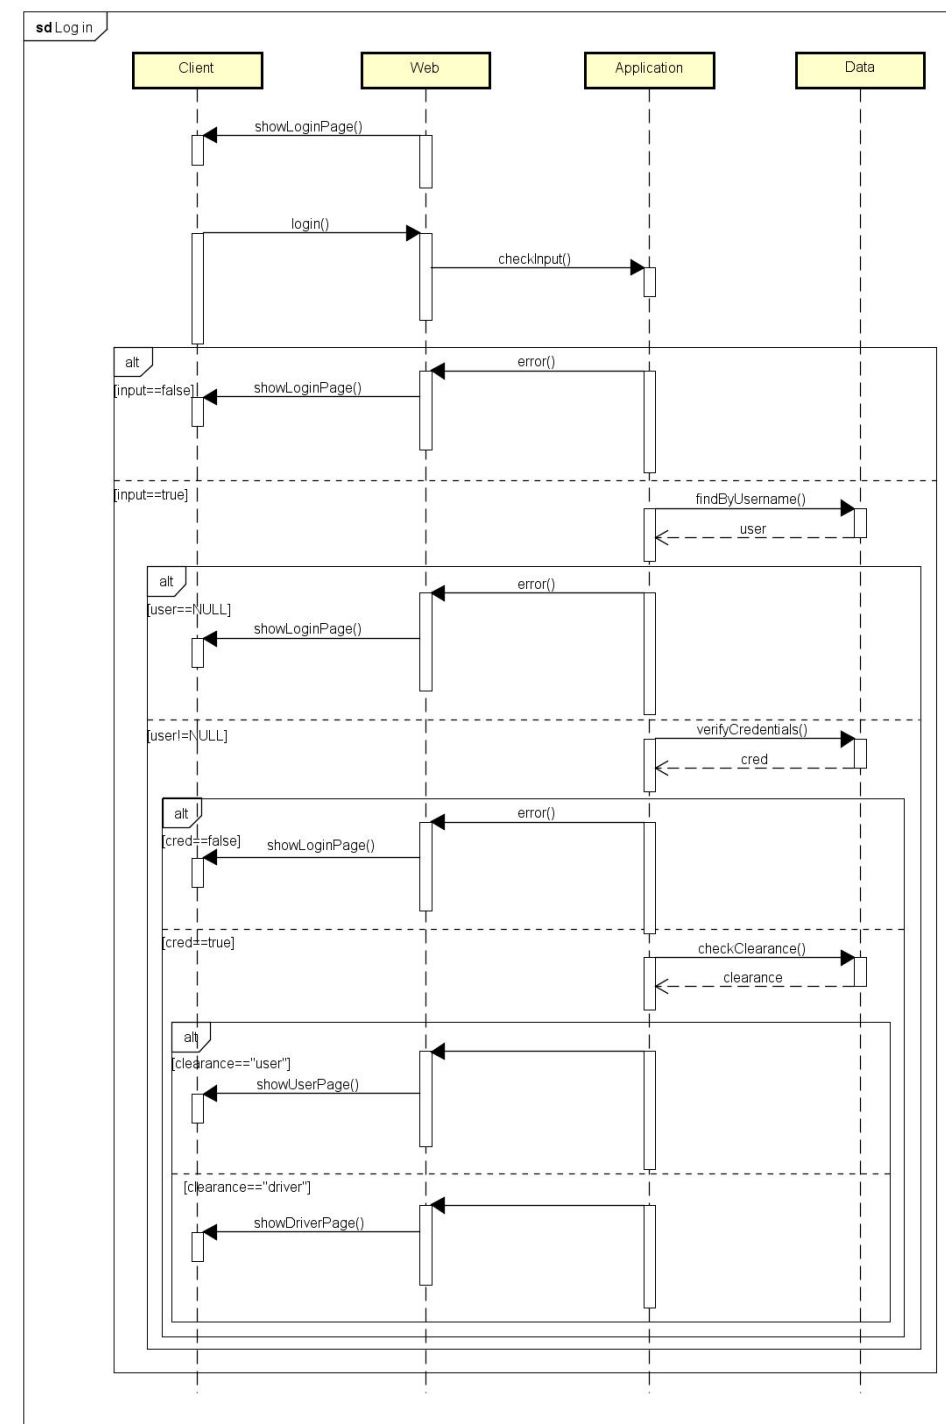 sd Log in
Client
Web
Application
Data
showLoginPage()
login()
checkInput()
alt
error()
[input==false]
showLoginPage()
[input==true]
findByUsername()
user
alt
error()
[user==NULL]
showLoginPage()
[user!=NULL]
verifyCredentials()
cred
alt
error()
[cred==false]
showLoginPage()
[cred==true]
checkClearance()
clearance
alt
[clearance=="user"]
showUserPage()
[clearance=="driver"]
showDriverPage()